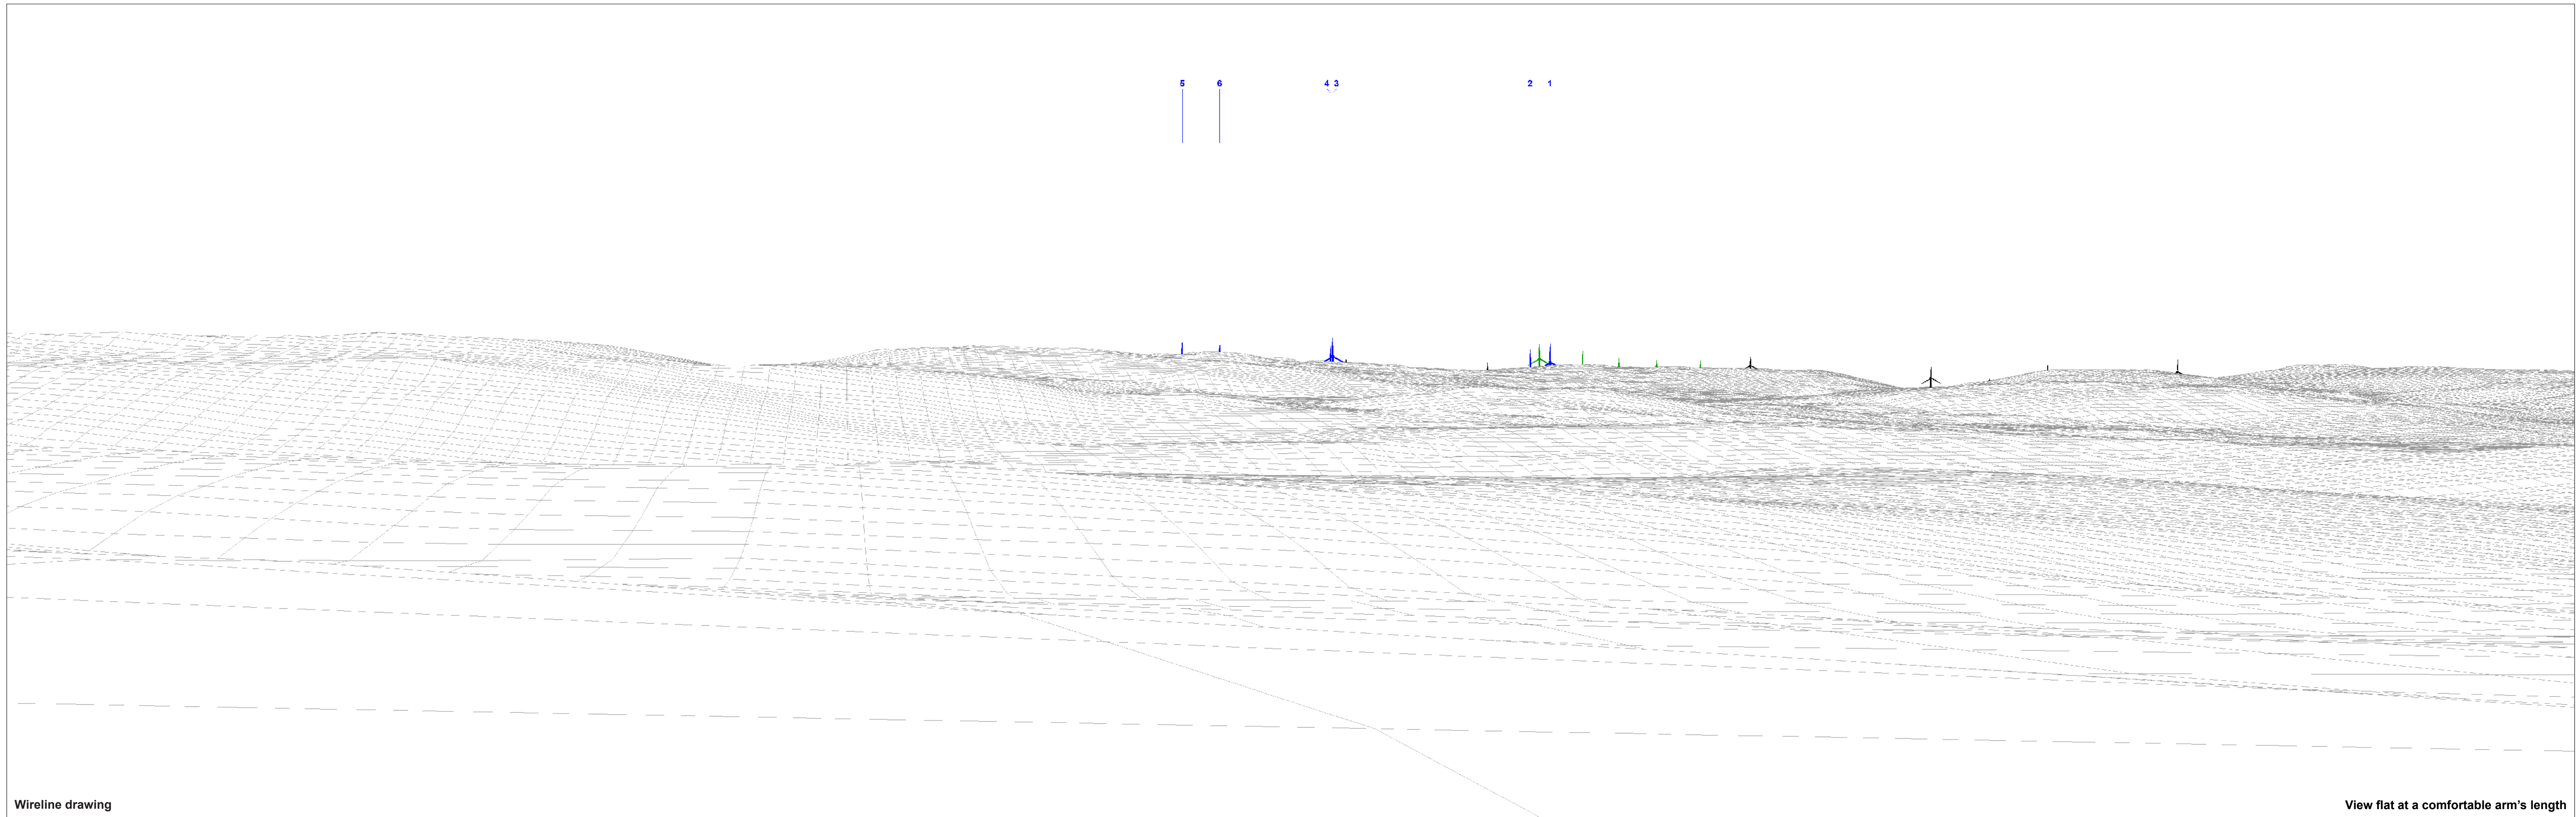 5 6 4 3 2 1
Wireline drawing
View flat at a comfortable arm's length